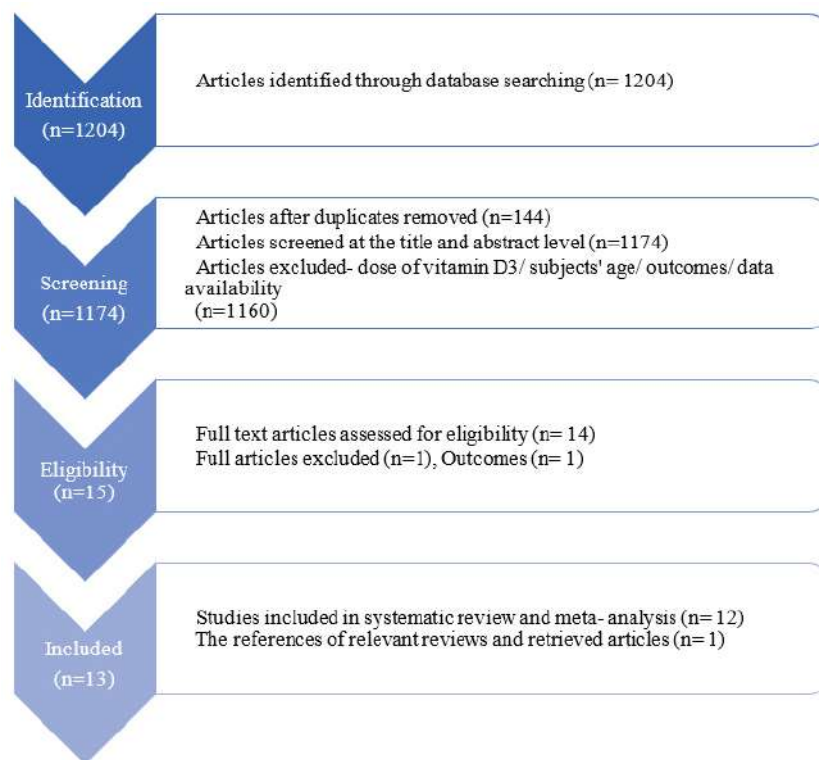 Identification
(n=1204)
Articles identified through database searching (n= 1204)
Screening
(n=1174)
Articles after duplicates removed (n=144)
Articles screened at the title and abstract level (n=1174)
Articles excluded- dose of vitamin D3/ subjects' age/ outcomes/ data
availability
(n=1160)
Eligibility
(n=15)
Full text articles assessed for eligibility (n= 14)
Full articles excluded (n=1), Outcomes (n= 1)
Included
(n=13)
Studies included in systematic review and meta- analysis (n= 12)
The references of relevant reviews and retrieved articles (n= 1)